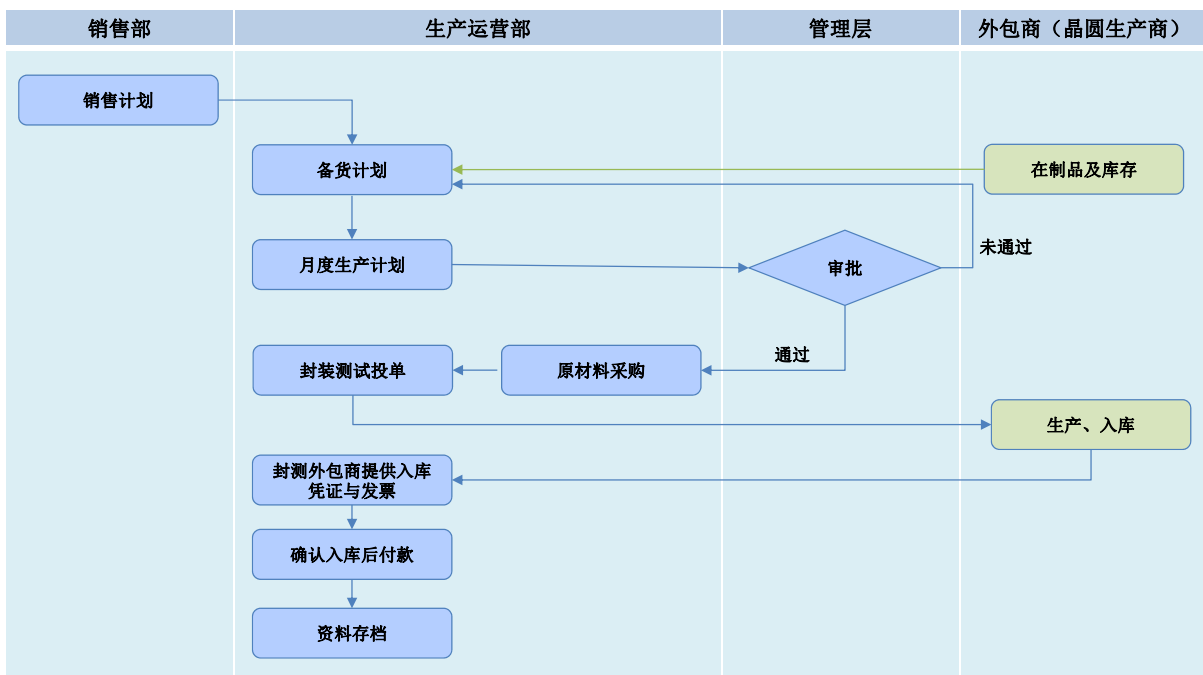 销售部
生产运营部
管理层
外包商（晶圆生产商）
销售计划
备货计划
在制品及库存
月度生产计划
审批
未通过
通过
封装测试投单
原材料采购
生产、入库
封测外包商提供入库
凭证与发票
确认入库后付款
资料存档